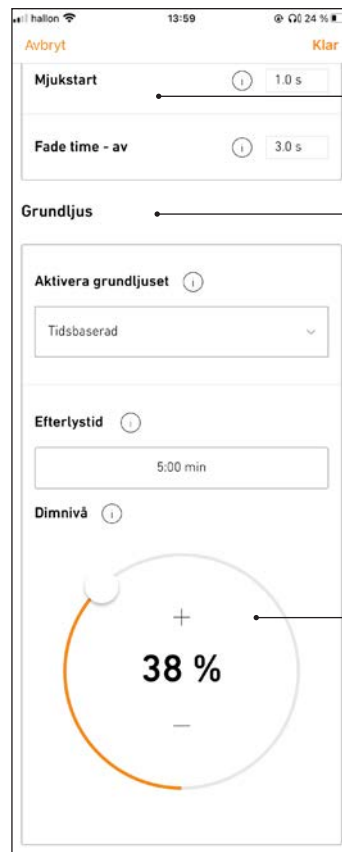 hallon 13:59 24 %
Avbryt Klar
Mjukstart 1.0 s
Fade time - av 3.0 s
Grundljus
Aktivera grundljuset
Tidsbaserad
Efterlystid
5:00 min
Dimnivå
+
38 %
—